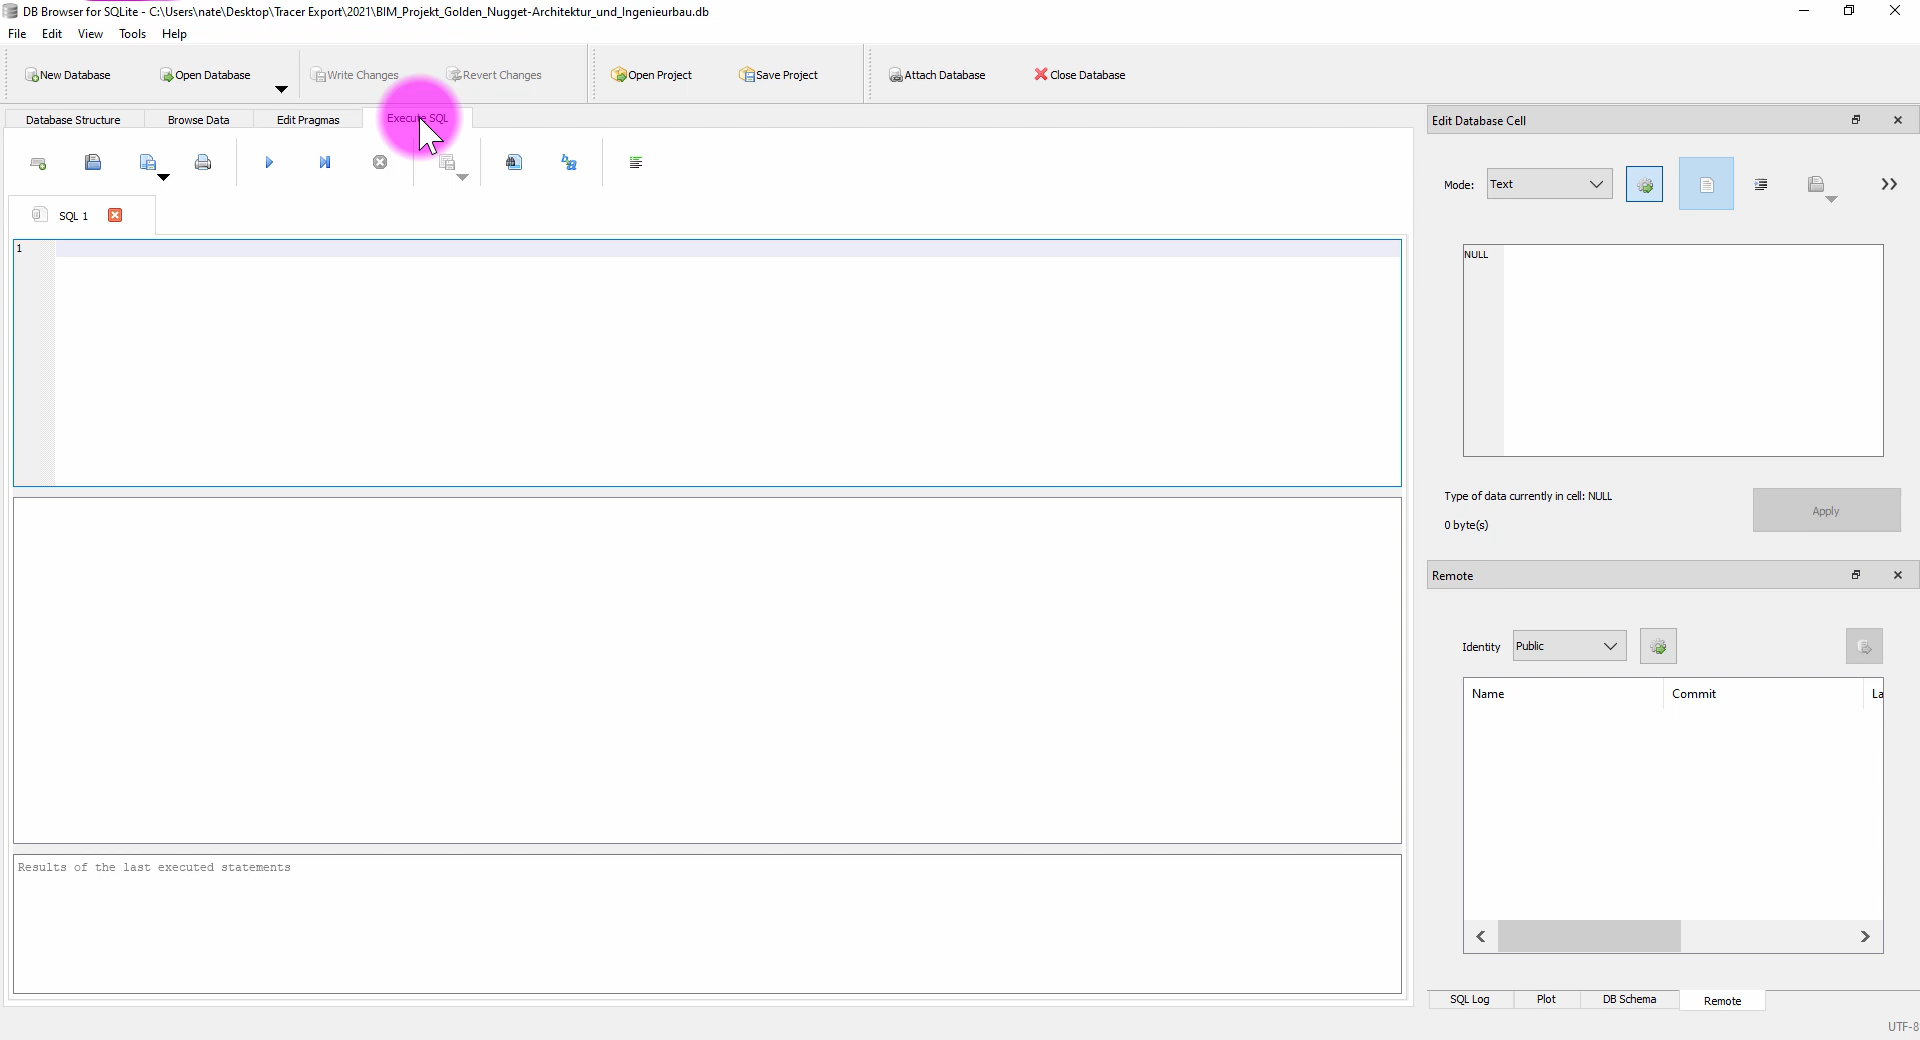 DB Browser for SQLite - C:\Users\nate\Desktop\Tracer Export\2021\BIM_Projekt_Golden_Nugget-Architektur_und_Ingenieurbau.db
File Edit View Tools Help
New Database Open Database Write Changes Revert Changes Open Project Save Project Attach Database Close Database
Database Structure Browse Data Edit Pragmas Execute SQL
SQL 1
1
Results of the last executed statements
Edit Database Cell
Mode: Text
NULL
Type of data currently in cell: NULL
0 byte(s)
Apply
Remote
Identity Public
Name Commit La
SQL Log Plot DB Schema Remote
UTF-8